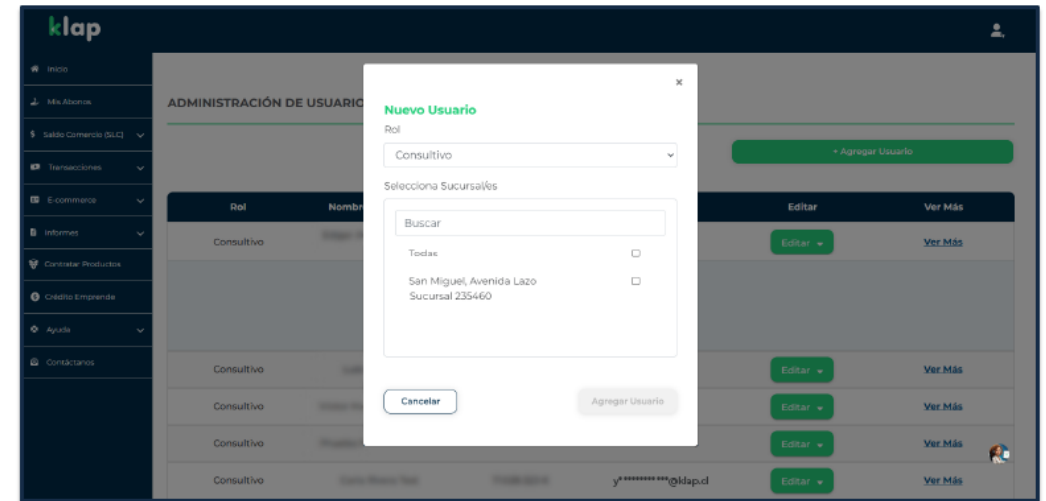 klap
Inicio
Mis Abonos
Saldo Comercio (SLC)
Transacciones
E-commerce
Informes
Contratar Productos
Crédito Emprende
Ayuda
Contáctanos
ADMINISTRACIÓN DE USUARIO
+ Agregar Usuario
Rol Nombr Editar Ver Más
Consultivo Editar Ver Más
Consultivo Editar Ver Más
Consultivo Editar Ver Más
Consultivo Editar Ver Más
Consultivo y***********@klap.cl Editar Ver Más
×
Nuevo Usuario
Rol
Consultivo
Selecciona Sucursal/es
Buscar
Todas
San Miguel, Avenida Lazo
Sucursal 235460
Cancelar Agregar Usuario